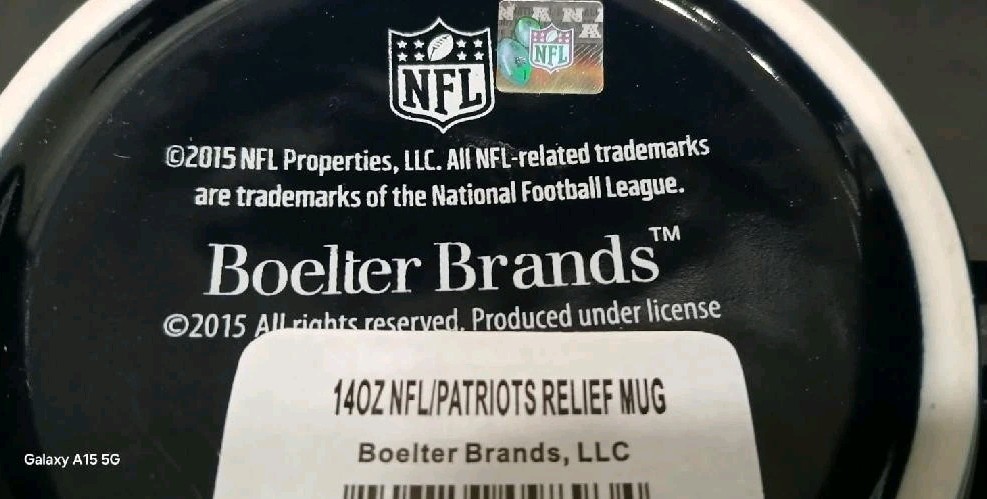 NFL
NFL
©2015 NFL Properties, LLC. All NFL-related trademarks
are trademarks of the National Football League.
Boelter Brands™
©2015 All rights reserved. Produced under license
14OZ NFL/PATRIOTS RELIEF MUG
Boelter Brands, LLC
Galaxy A15 5G